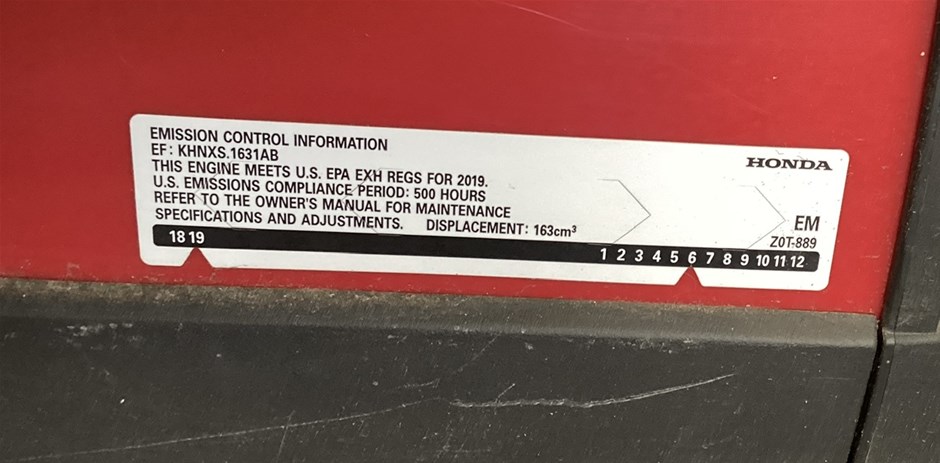 EMISSION CONTROL INFORMATION
EF: KHNXS.1631AB
THIS ENGINE MEETS U.S. EPA EXH REGS FOR 2019.
U.S. EMISSIONS COMPLIANCE PERIOD: 500 HOURS
REFER TO THE OWNER'S MANUAL FOR MAINTENANCE
SPECIFICATIONS AND ADJUSTMENTS. DISPLACEMENT: 163cm³
HONDA
EM
Z0T-889
18 19
1 2 3 4 5 6 7 8 9 10 11 12